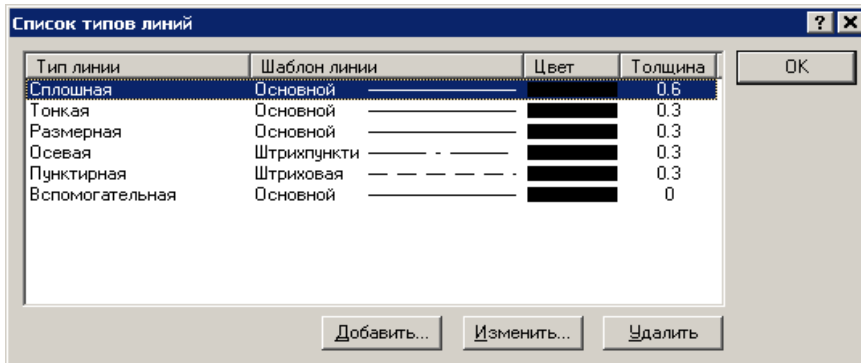 Список типов линий
Тип линии Шаблон линии Цвет Толщина
Сплошная Основной 0.6
Тонкая Основной 0.3
Размерная Основной 0.3
Осевая Штрихпункти 0.3
Пунктирная Штриховая 0.3
Вспомогательная Основной 0
OK
Добавить... Изменить... Удалить